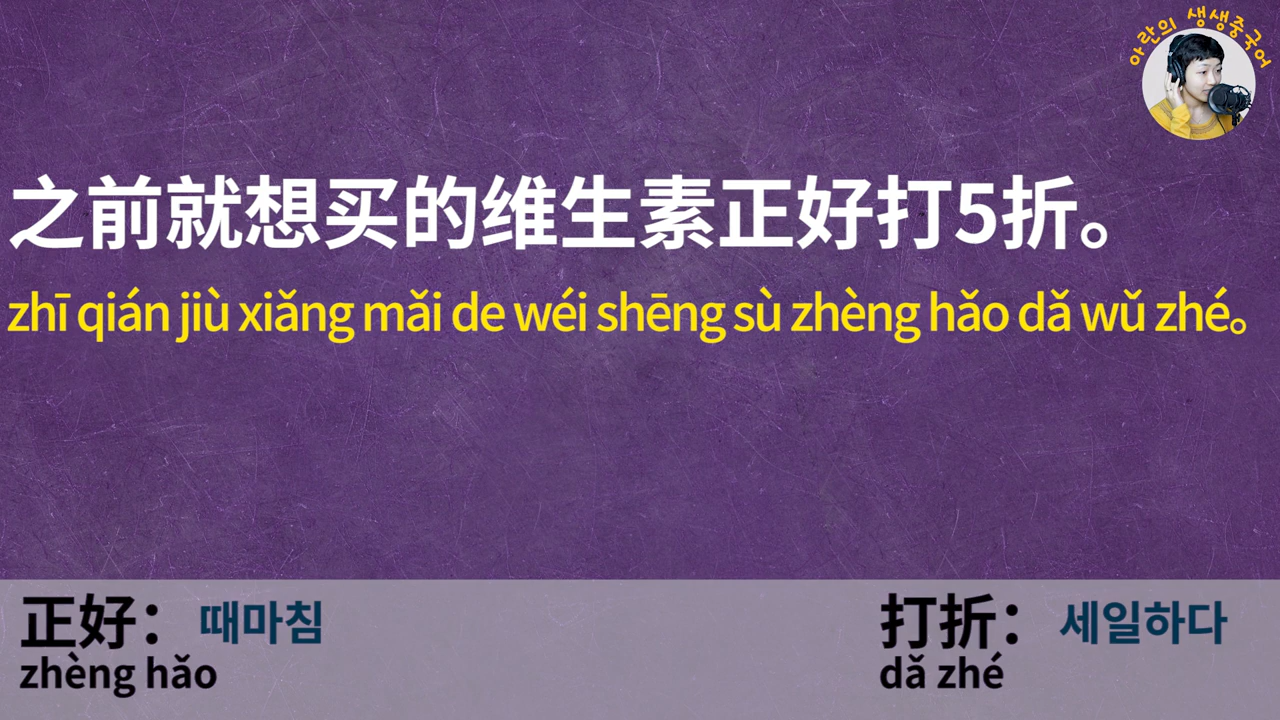 아란의 생생중국어
之前就想买的维生素正好打5折。
zhī qián jiù xiǎng mǎi de wéi shēng sù zhèng hǎo dǎ wǔ zhé。
正好：때마침
zhèng hǎo
打折：세일하다
dǎ zhé